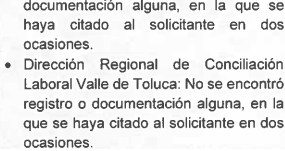 documentación alguna, en la que se
haya citado al solicitante en dos
ocasiones.
• Dirección Regional de Conciliación
Laboral Valle de Toluca: No se encontró
registro o documentación alguna, en la
que se haya citado al solicitante en dos
ocasiones.